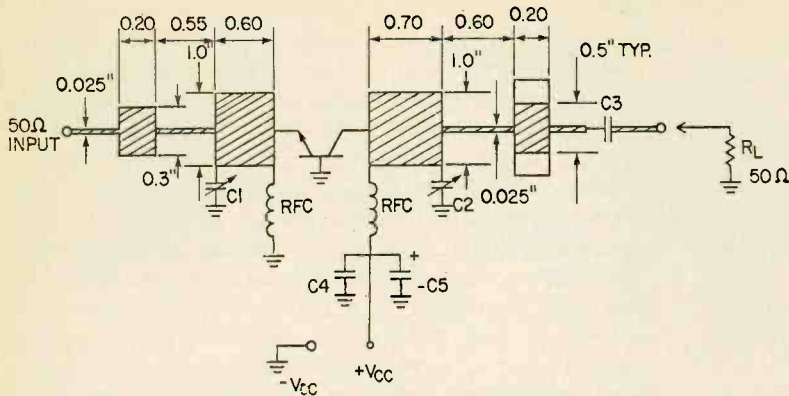 0.20 0.55 0.60 0.70 0.60 0.20
1.0" 1.0" 0.5" TYP.
0.025"
C3
50Ω
INPUT
RL
50Ω
0.3" C1 RFC RFC C2 0.025"
+
C4 -C5
-VCC +VCC